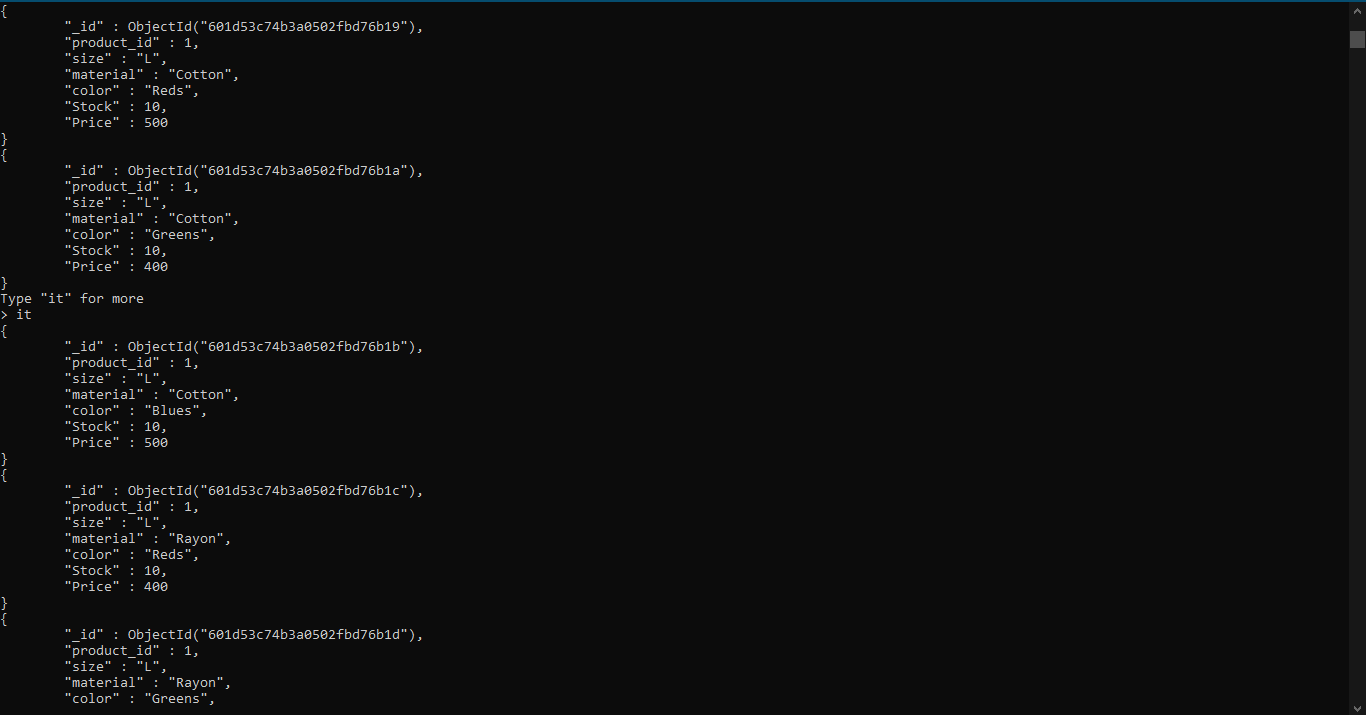 {
"_id" : ObjectId("601d53c74b3a0502fbd76b19"),
"product_id" : 1,
"size" : "L",
"material" : "Cotton",
"color" : "Reds",
"Stock" : 10,
"Price" : 500
}
{
"_id" : ObjectId("601d53c74b3a0502fbd76b1a"),
"product_id" : 1,
"size" : "L",
"material" : "Cotton",
"color" : "Greens",
"Stock" : 10,
"Price" : 400
}
Type "it" for more
> it
{
"_id" : ObjectId("601d53c74b3a0502fbd76b1b"),
"product_id" : 1,
"size" : "L",
"material" : "Cotton",
"color" : "Blues",
"Stock" : 10,
"Price" : 500
}
{
"_id" : ObjectId("601d53c74b3a0502fbd76b1c"),
"product_id" : 1,
"size" : "L",
"material" : "Rayon",
"color" : "Reds",
"Stock" : 10,
"Price" : 400
}
{
"_id" : ObjectId("601d53c74b3a0502fbd76b1d"),
"product_id" : 1,
"size" : "L",
"material" : "Rayon",
"color" : "Greens",